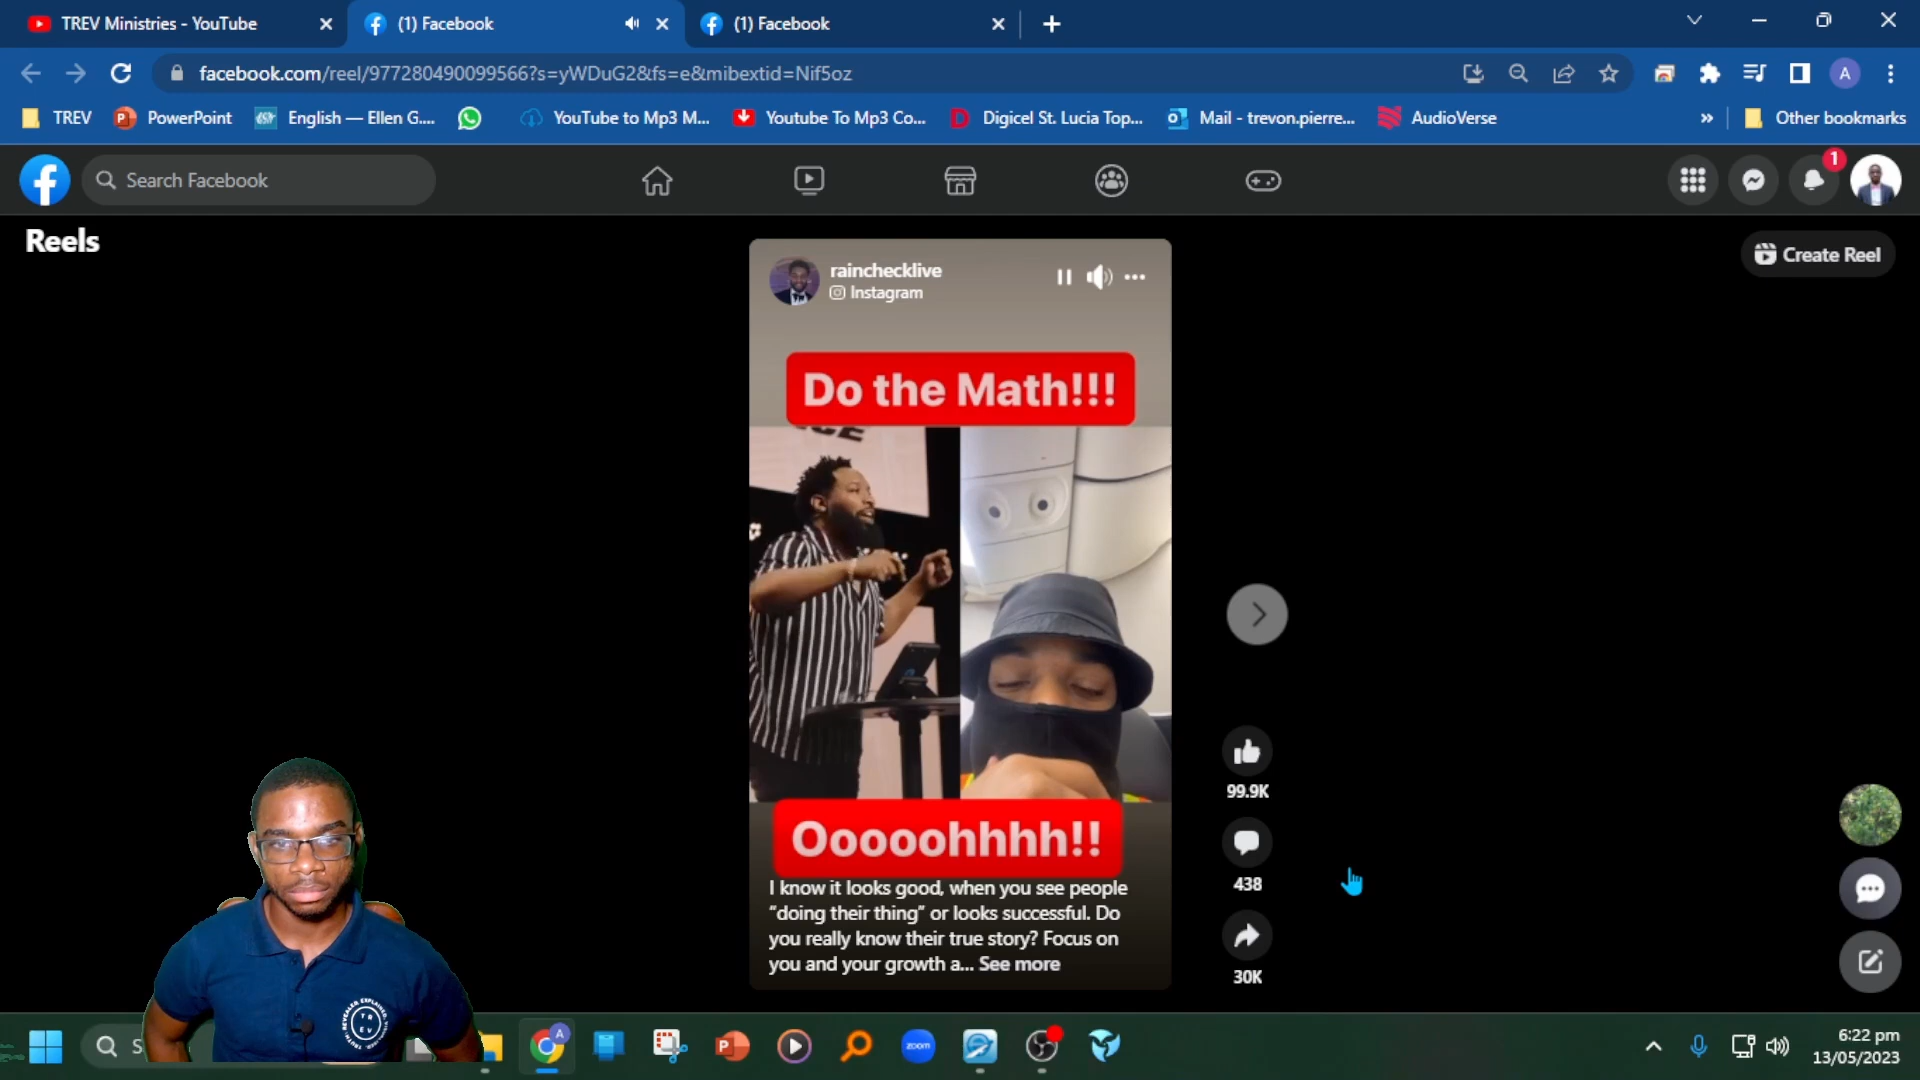 TREV Ministries - YouTube
(1) Facebook
(1) Facebook
facebook.com/reel/977280490099566?s=yWDuG2&fs=e&mibextid=Nif5oz
A
TREV
PowerPoint
English — Ellen G....
YouTube to Mp3 M...
Youtube To Mp3 Co...
Digicel St. Lucia Top...
Mail - trevon.pierre...
AudioVerse
»
Other bookmarks
Search Facebook
1
Reels
Create Reel
rainchecklive
Instagram
Do the Math!!!
Ooooohhhh!!
I know it looks good, when you see people
“doing their thing” or looks successful. Do
you really know their true story? Focus on
you and your growth a... See more
99.9K
438
30K
TREV
S
A
zoom
6:22 pm
13/05/2023